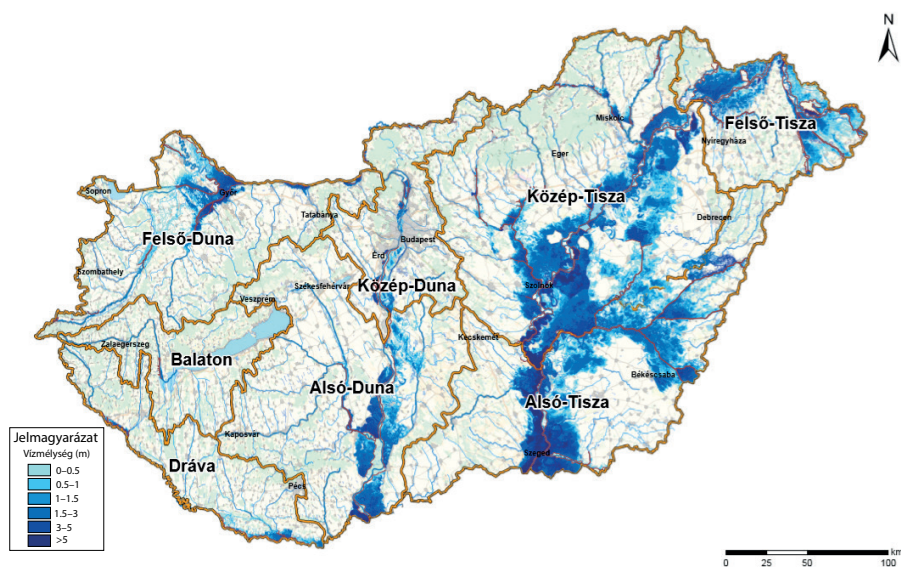 N
Miskolc
Felső-Tisza
Nyíregyháza
Eger
Sopron
Győr
Közép-Tisza
Tatabánya
Debrecen
Felső-Duna
Budapest
Érd
Szombathely
Közép-Duna
Székesfehérvár
Szolnok
Veszprém
Kecskemét
Zalaegerszeg
Balaton
Békéscsaba
Alsó-Duna
Alsó-Tisza
Kaposvár
Szeged
Dráva
Pécs
Jelmagyarázat
Vízmélység (m)
0–0.5
0.5–1
1–1.5
1.5–3
3–5
>5
km
0 25 50 100